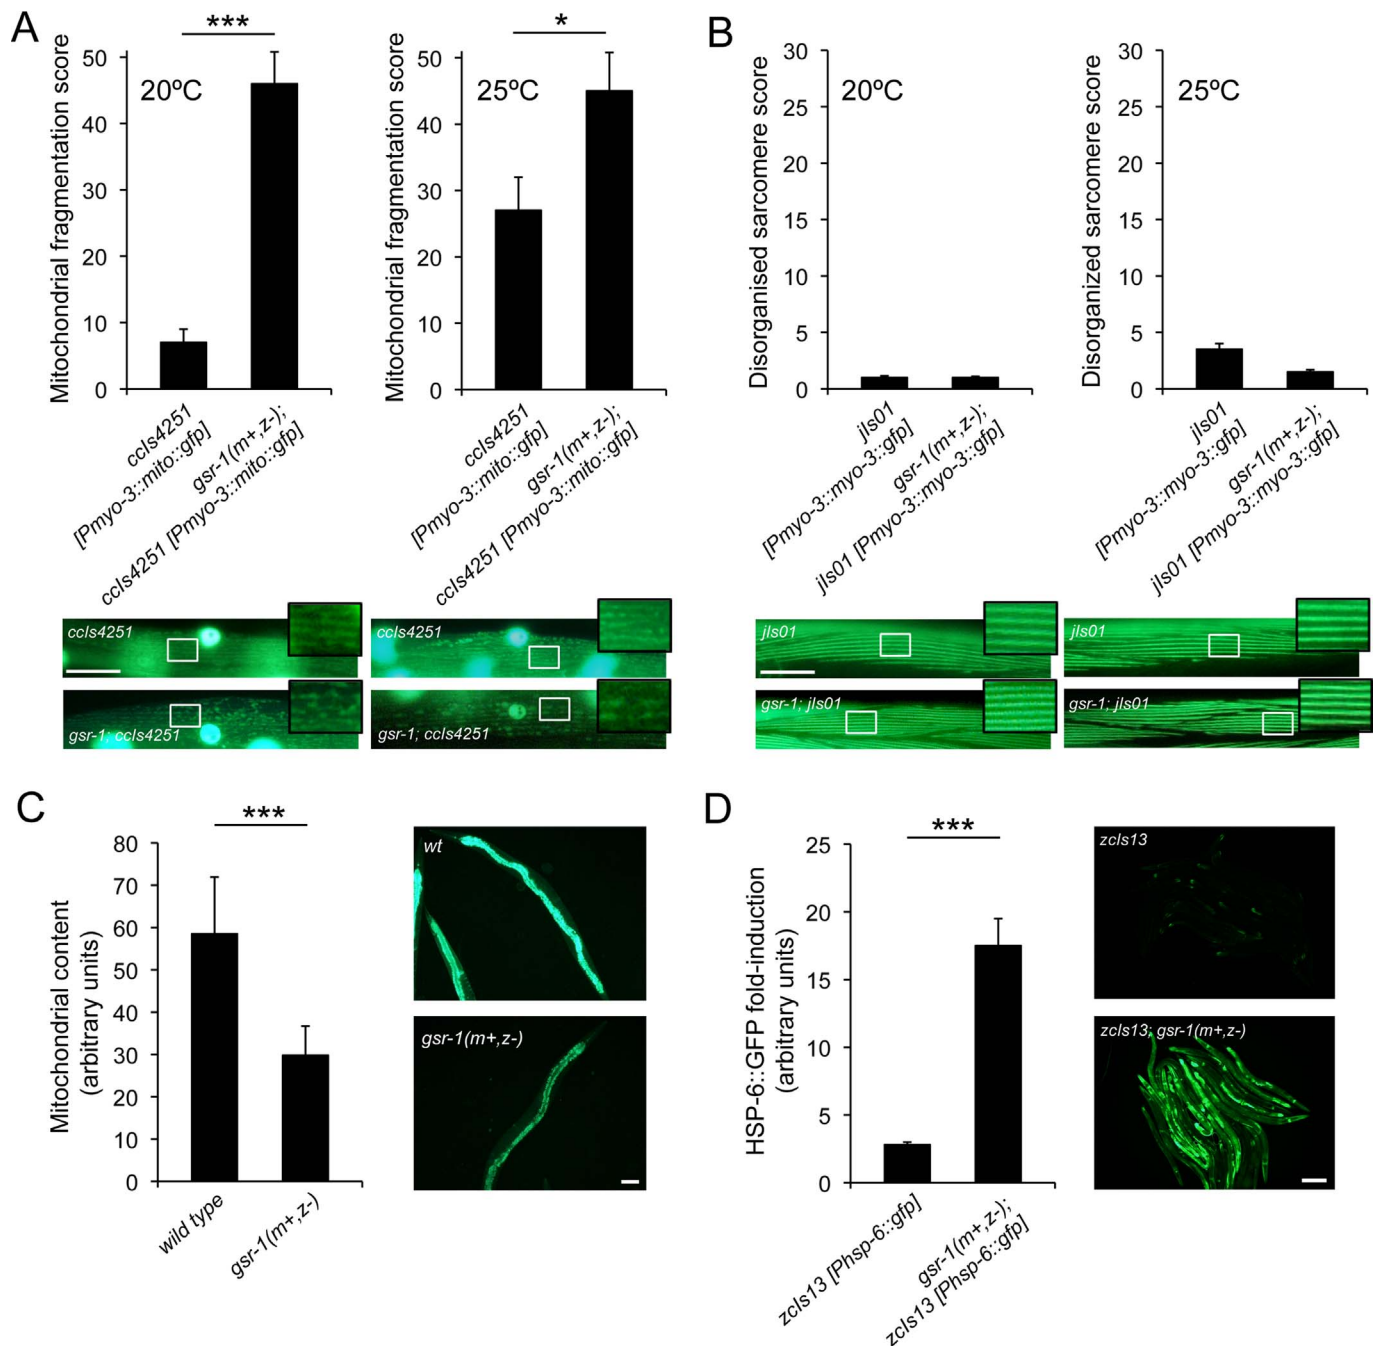 A
***
Mitochondrial fragmentation score
50
40
30
20
10
0
20ºC
ccIs4251
[Pmyo-3::mito::gfp]
gsr-1(m+,z-);
ccIs4251 [Pmyo-3::mito::gfp]
*
Mitochondrial fragmentation score
50
40
30
20
10
0
25ºC
ccIs4251
[Pmyo-3::mito::gfp]
gsr-1(m+,z-);
ccIs4251 [Pmyo-3::mito::gfp]
ccIs4251
ccIs4251
gsr-1; ccIs4251
gsr-1; ccIs4251
B
Disorganised sarcomere score
30
25
20
15
10
5
0
20ºC
jIs01
[Pmyo-3::myo-3::gfp]
gsr-1(m+,z-);
jIs01 [Pmyo-3::myo-3::gfp]
Disorganized sarcomere score
30
25
20
15
10
5
0
25ºC
jIs01
[Pmyo-3::myo-3::gfp]
gsr-1(m+,z-);
jIs01 [Pmyo-3::myo-3::gfp]
jIs01
jIs01
gsr-1; jIs01
gsr-1; jIs01
C
***
Mitochondrial content
(arbitrary units)
80
70
60
50
40
30
20
10
0
wild type
gsr-1(m+,z-)
wt
gsr-1(m+,z-)
D
***
HSP-6::GFP fold-induction
(arbitrary units)
25
20
15
10
5
0
zcIs13 [Phsp-6::gfp]
gsr-1(m+,z-);
zcIs13 [Phsp-6::gfp]
zcIs13
zcIs13; gsr-1(m+,z-)